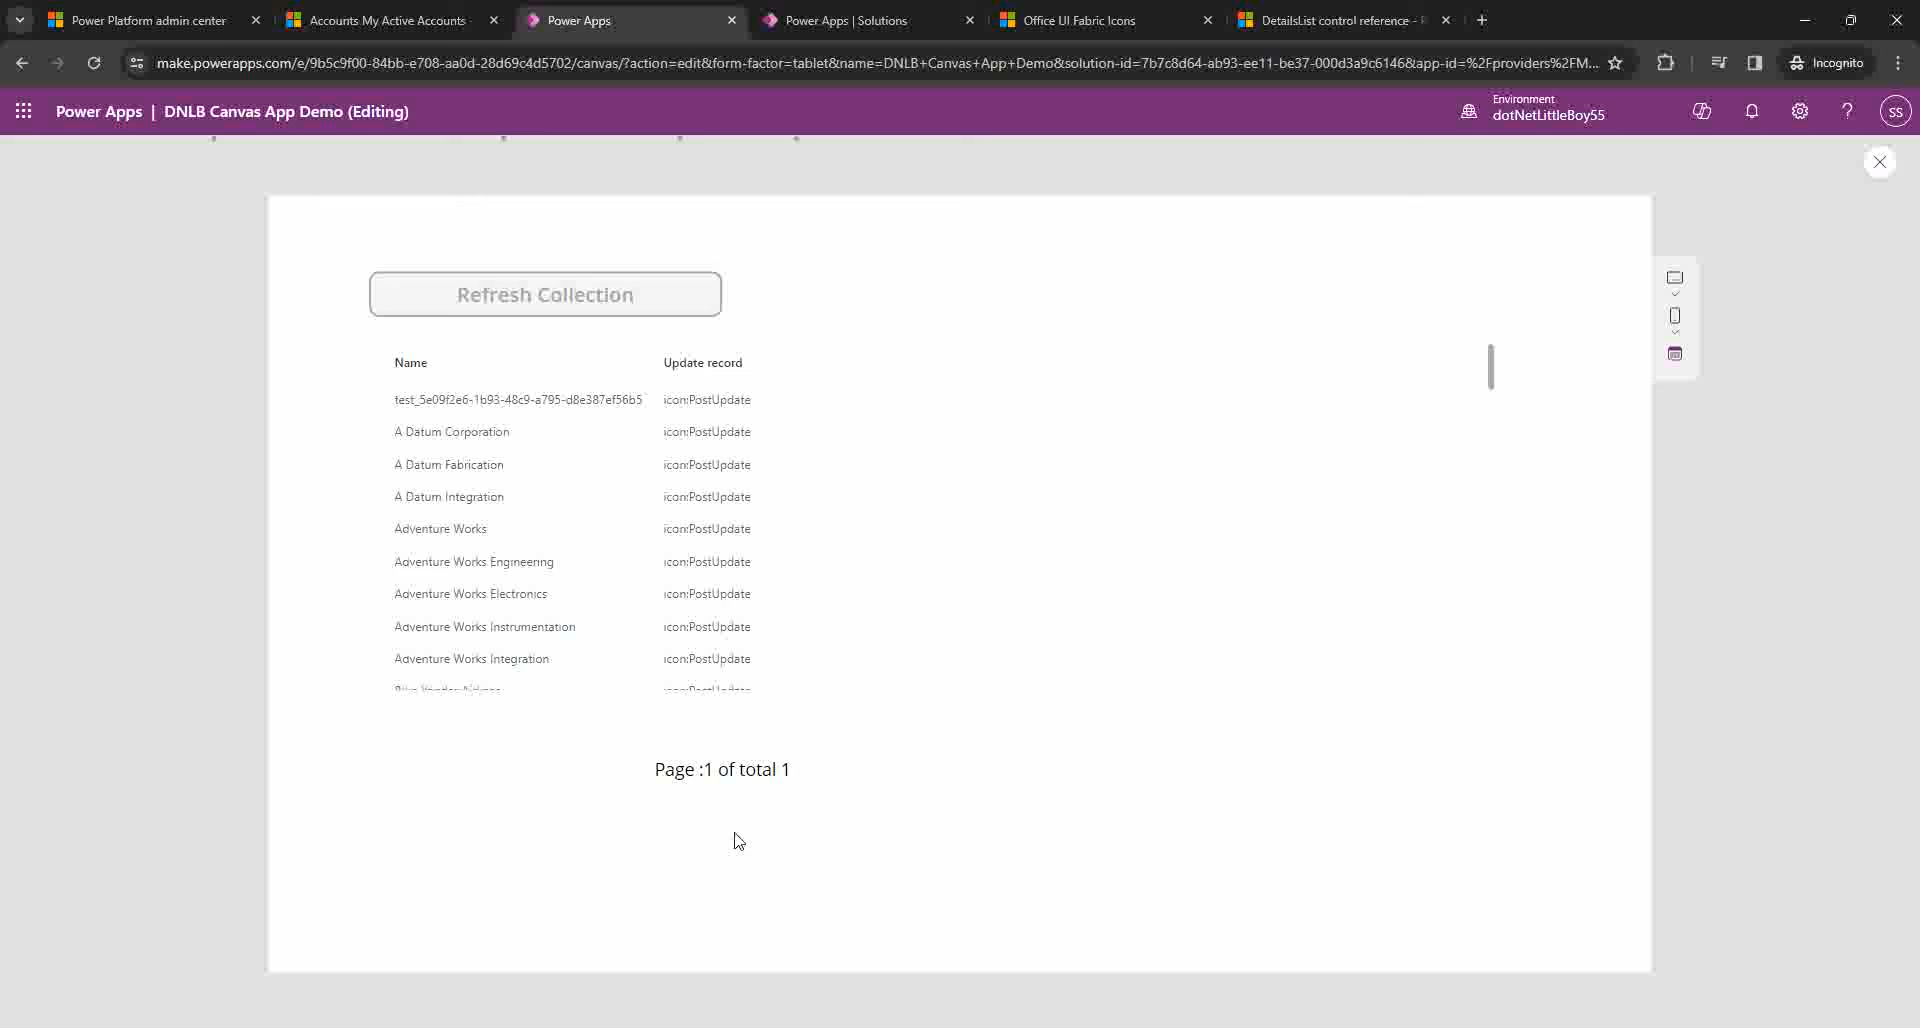 Power Platform admin center
Accounts My Active Accounts
Power Apps
Power Apps | Solutions
Office UI Fabric Icons
DetailsList control reference -
make.powerapps.com/e/9b5c9f00-84bb-e708-aa0d-28d69c4d5702/canvas/?action=edit&form-factor=tablet&name=DNLB+Canvas+App+Demo&solution-id=7b7c8d64-ab93-ee11-be37-000d3a9c6146&app-id=%2Fproviders%2FM...
Incognito
Power Apps | DNLB Canvas App Demo (Editing)
Environment
dotNetLittleBoy55
SS
Refresh Collection
Name Update record
test_5e09f2e6-1b93-48c9-a795-d8e387ef56b5 icon:PostUpdate
A Datum Corporation icon:PostUpdate
A Datum Fabrication icon:PostUpdate
A Datum Integration icon:PostUpdate
Adventure Works icon:PostUpdate
Adventure Works Engineering icon:PostUpdate
Adventure Works Electronics icon:PostUpdate
Adventure Works Instrumentation icon:PostUpdate
Adventure Works Integration icon:PostUpdate
Page :1 of total 1